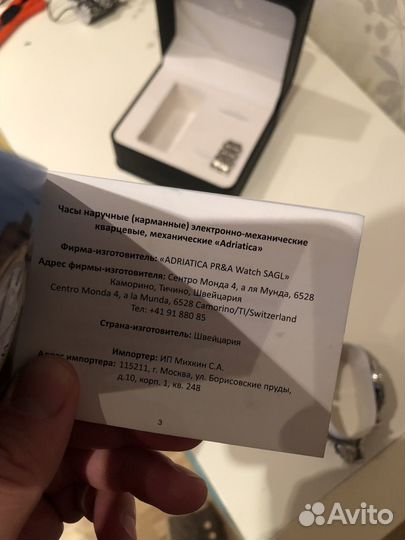 Часы наручные (карманные) электронно-механические
кварцевые, механические «Adriatica»
Фирма-изготовитель: «ADRIATICA PR&A Watch SAGL»
Адрес фирмы-изготовителя: Сентро Монда 4, а ля Мунда, 6528
Каморино, Тичино, Швейцария
Centro Monda 4, a la Munda, 6528 Camorino/TI/Switzerland
Тел: +41 91 880 85
Страна-изготовитель: Швейцария
Импортер: ИП Михкин С.А.
Адрес импортера: 115211, г. Москва, ул. Борисовские пруды,
д.10, корп. 1, кв. 248
3
Avito